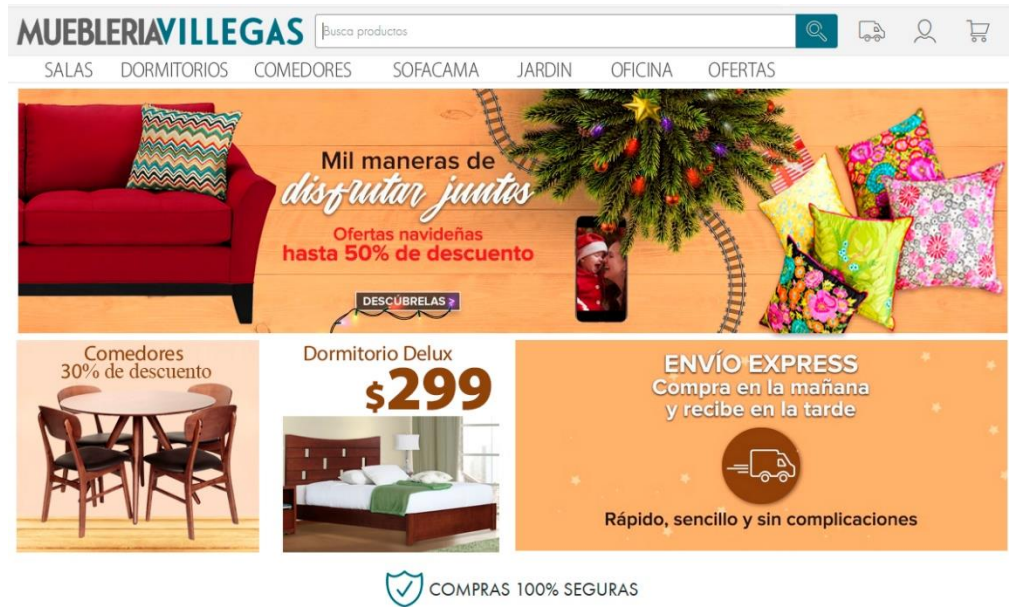 MUEBLERIAVILLEGAS
Busca productos
SALAS DORMITORIOS COMEDORES SOFACAMA JARDIN OFICINA OFERTAS
Mil maneras de
disfrutar juntos
Ofertas navideñas
hasta 50% de descuento
DESCÚBRELAS
Comedores
30% de descuento
Dormitorio Delux
$299
ENVÍO EXPRESS
Compra en la mañana
y recibe en la tarde
Rápido, sencillo y sin complicaciones
COMPRAS 100% SEGURAS